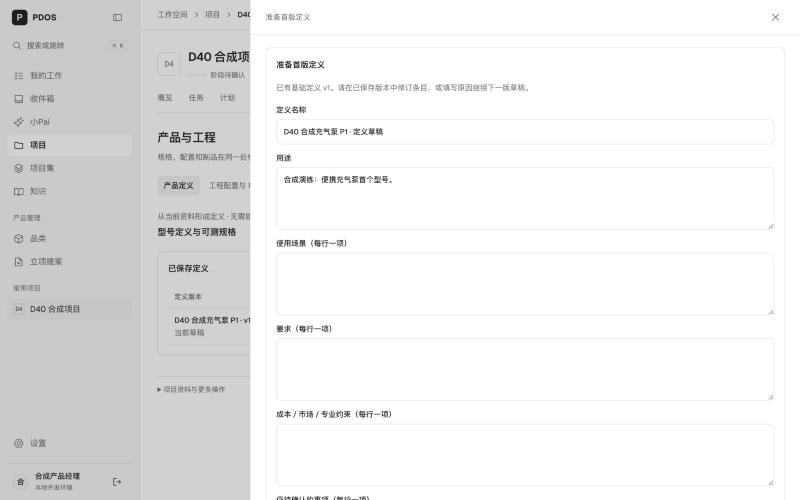 P PDOS
搜索或跳转 ⌘ K
我的工作
收件箱
小Pai
项目
项目集
知识
产品管理
品类
立项提案
常用项目
D4 D40 合成项目
设置
合 合成产品经理
本地开发环境
工作空间 > 项目 > D40
D4 D40 合成项
阶段待确认
概览 任务 计划
产品与工程
规格、配置和制品在同一处
产品定义 工程配置与
从当前资料形成定义 · 无需
型号定义与可测规格
已保存定义
定义版本
D40 合成充气泵 P1 · v1
当前草稿
▸ 项目资料与更多操作
准备首版定义
准备首版定义
已有基础定义 v1。请在已保存版本中修订条目，或填写原因继续下一版草稿。
定义名称
D40 合成充气泵 P1 · 定义草稿
用途
合成演练：便携充气泵首个型号。
使用场景（每行一项）
要求（每行一项）
成本 / 市场 / 专业约束（每行一项）
仍待确认的事项（每行一项）